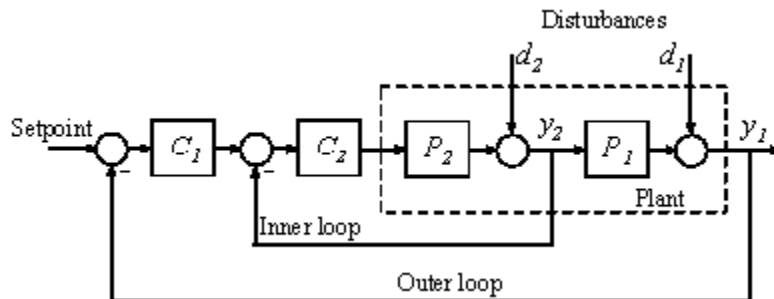 Disturbances
d2
d1
Setpoint
C1
C2
P2
y2
P1
y1
Plant
Inner loop
Outer loop